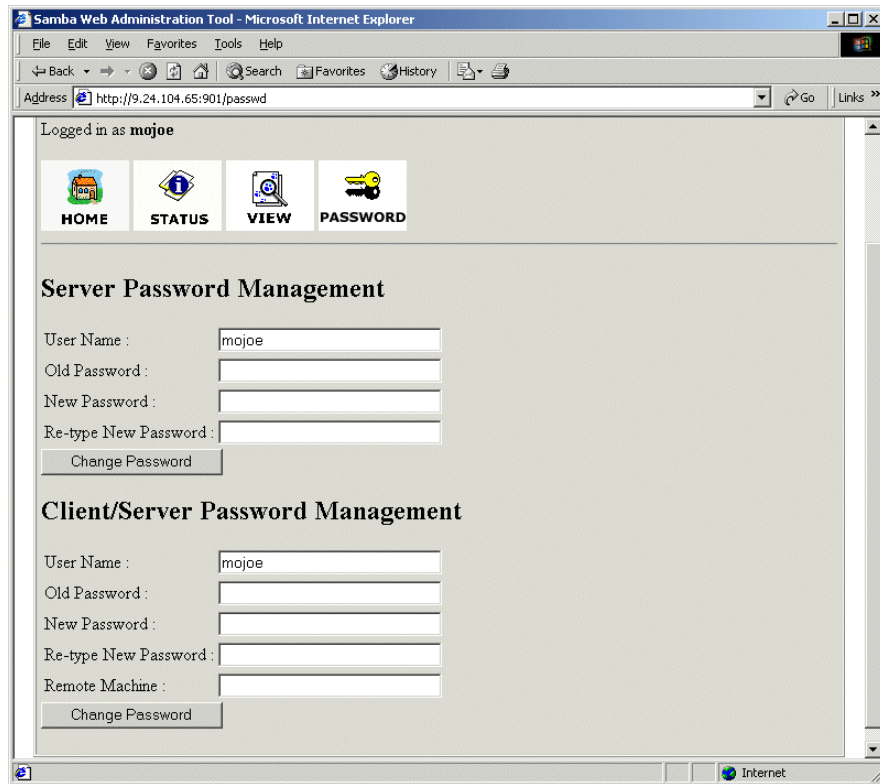 Samba Web Administration Tool - Microsoft Internet Explorer
File Edit View Favorites Tools Help
Back Search Favorites History
Address http://9.24.104.65:901/passwd Go Links »
Logged in as mojoe
HOME STATUS VIEW PASSWORD
Server Password Management
User Name : mojoe
Old Password :
New Password :
Re-type New Password :
Change Password
Client/Server Password Management
User Name : mojoe
Old Password :
New Password :
Re-type New Password :
Remote Machine :
Change Password
Internet